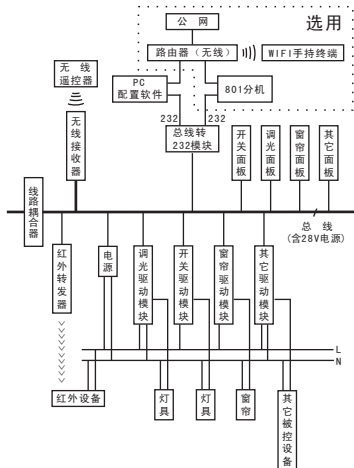 选用
公网
路由器（无线）
WIFI手持终端
无线
遥控器
PC
配置软件
801分机
232
232
无线接收器
总线转
232模块
开关面板
调光面板
窗帘面板
其它面板
线路耦合器
总线
(含28V电源)
红外转发器
电源
调光驱动模块
开关驱动模块
窗帘驱动模块
其它驱动模块
L
N
红外设备
灯具
灯具
窗帘
其它被控设备